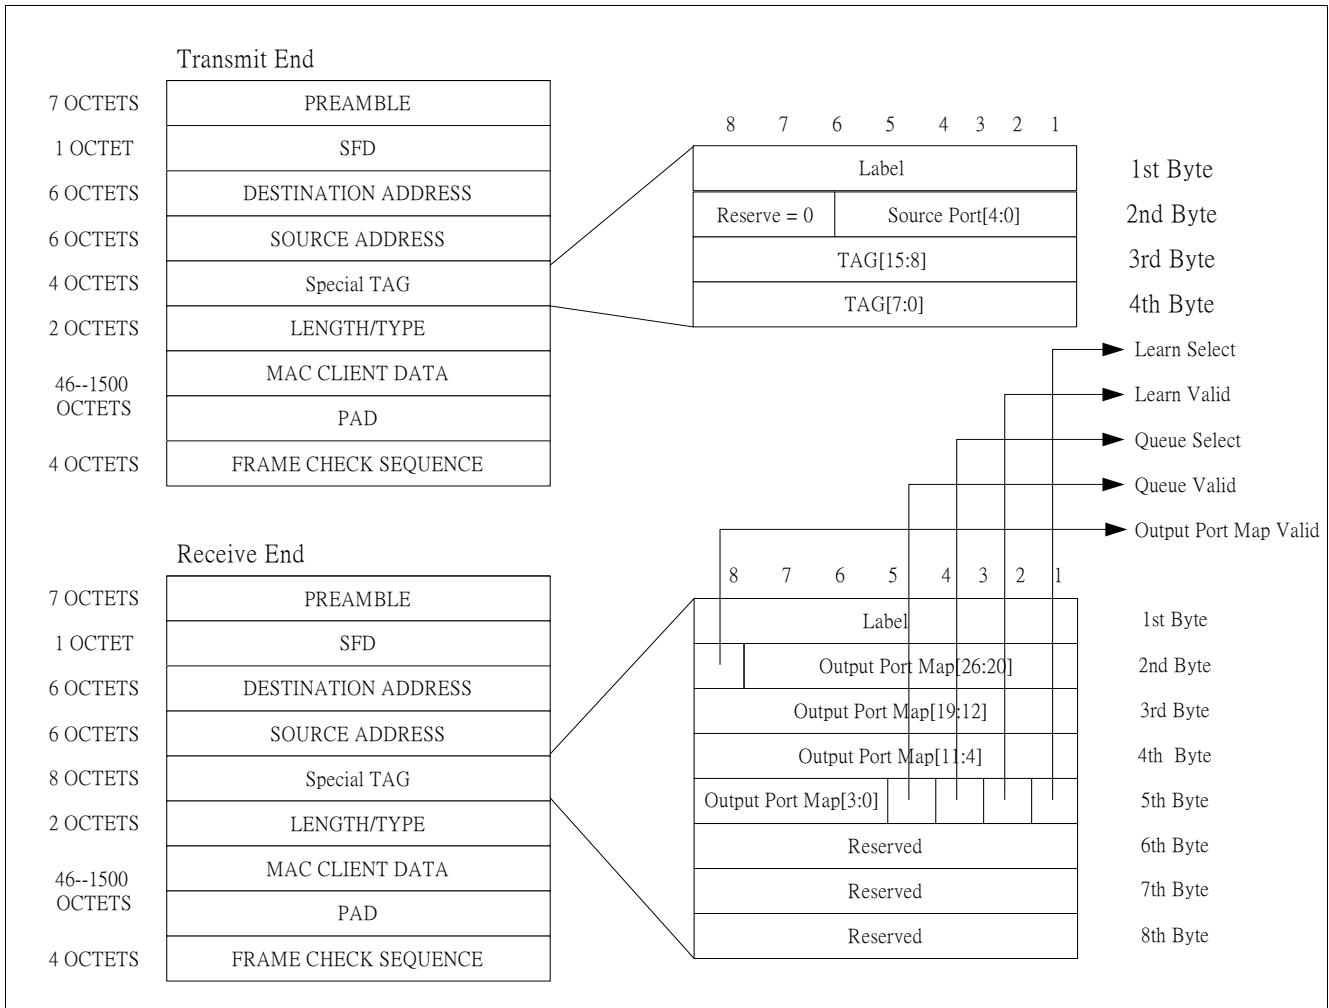 Transmit End
7 OCTETS PREAMBLE
1 OCTET SFD
6 OCTETS DESTINATION ADDRESS
6 OCTETS SOURCE ADDRESS
4 OCTETS Special TAG
2 OCTETS LENGTH/TYPE
46--1500 OCTETS MAC CLIENT DATA
PAD
4 OCTETS FRAME CHECK SEQUENCE
8 7 6 5 4 3 2 1
Label 1st Byte
Reserve = 0 Source Port[4:0] 2nd Byte
TAG[15:8] 3rd Byte
TAG[7:0] 4th Byte
Learn Select
Learn Valid
Queue Select
Queue Valid
Output Port Map Valid
Receive End
7 OCTETS PREAMBLE
1 OCTET SFD
6 OCTETS DESTINATION ADDRESS
6 OCTETS SOURCE ADDRESS
8 OCTETS Special TAG
2 OCTETS LENGTH/TYPE
46--1500 OCTETS MAC CLIENT DATA
PAD
4 OCTETS FRAME CHECK SEQUENCE
8 7 6 5 4 3 2 1
Label 1st Byte
Output Port Map[26:20] 2nd Byte
Output Port Map[19:12] 3rd Byte
Output Port Map[11:4] 4th Byte
Output Port Map[3:0] 5th Byte
Reserved 6th Byte
Reserved 7th Byte
Reserved 8th Byte